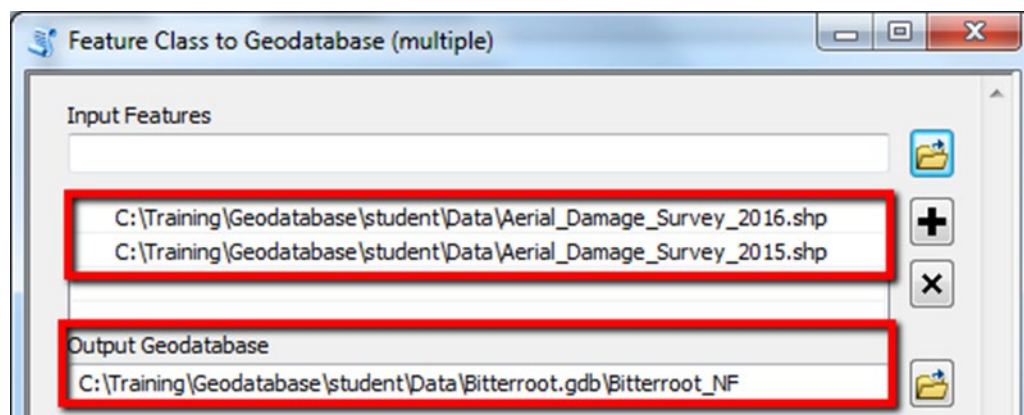 Feature Class to Geodatabase (multiple)
Input Features
C:\Training\Geodatabase\student\Data\Aerial_Damage_Survey_2016.shp
C:\Training\Geodatabase\student\Data\Aerial_Damage_Survey_2015.shp
Output Geodatabase
C:\Training\Geodatabase\student\Data\Bitterroot.gdb\Bitterroot_NF